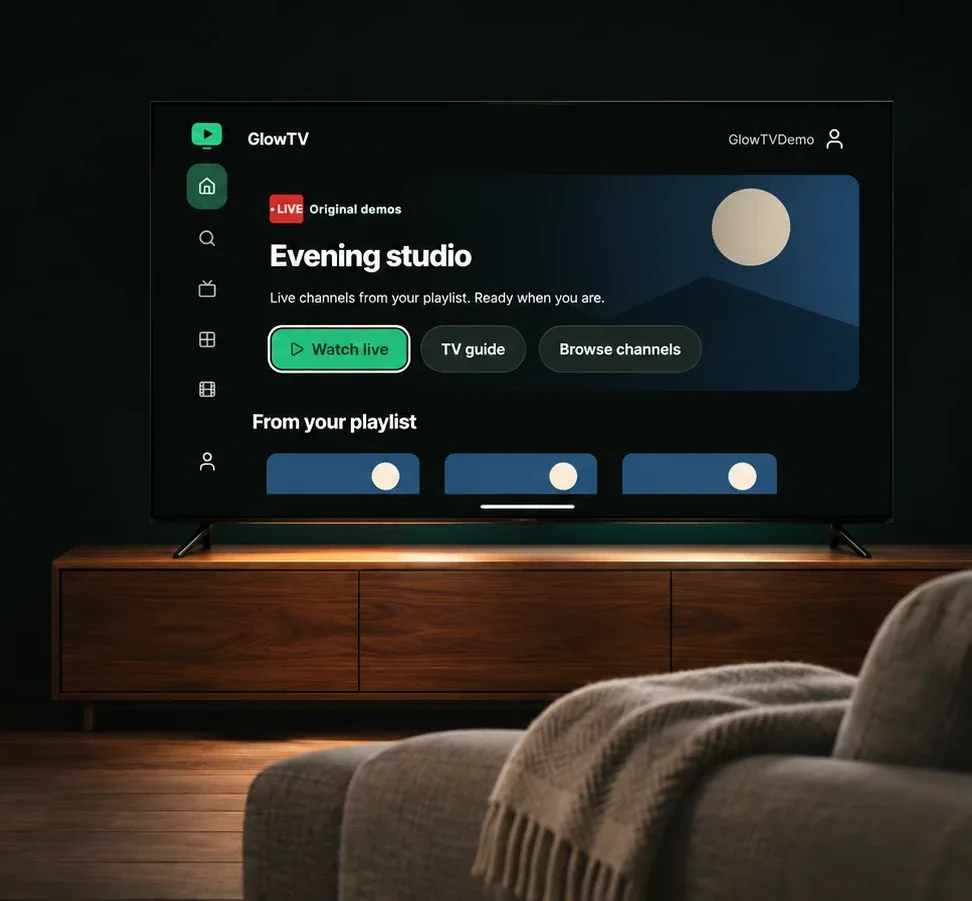 GlowTV
GlowTVDemo
• LIVE Original demos
Evening studio
Live channels from your playlist. Ready when you are.
Watch live
TV guide
Browse channels
From your playlist